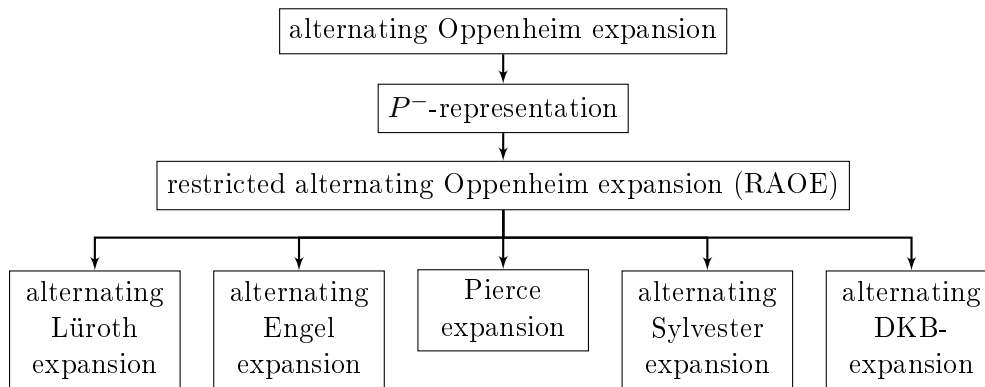 alternating Oppenheim expansion
P⁻-representation
restricted alternating Oppenheim expansion (RAOE)
alternating
Lüroth
expansion
alternating
Engel
expansion
Pierce
expansion
alternating
Sylvester
expansion
alternating
DKB-
expansion